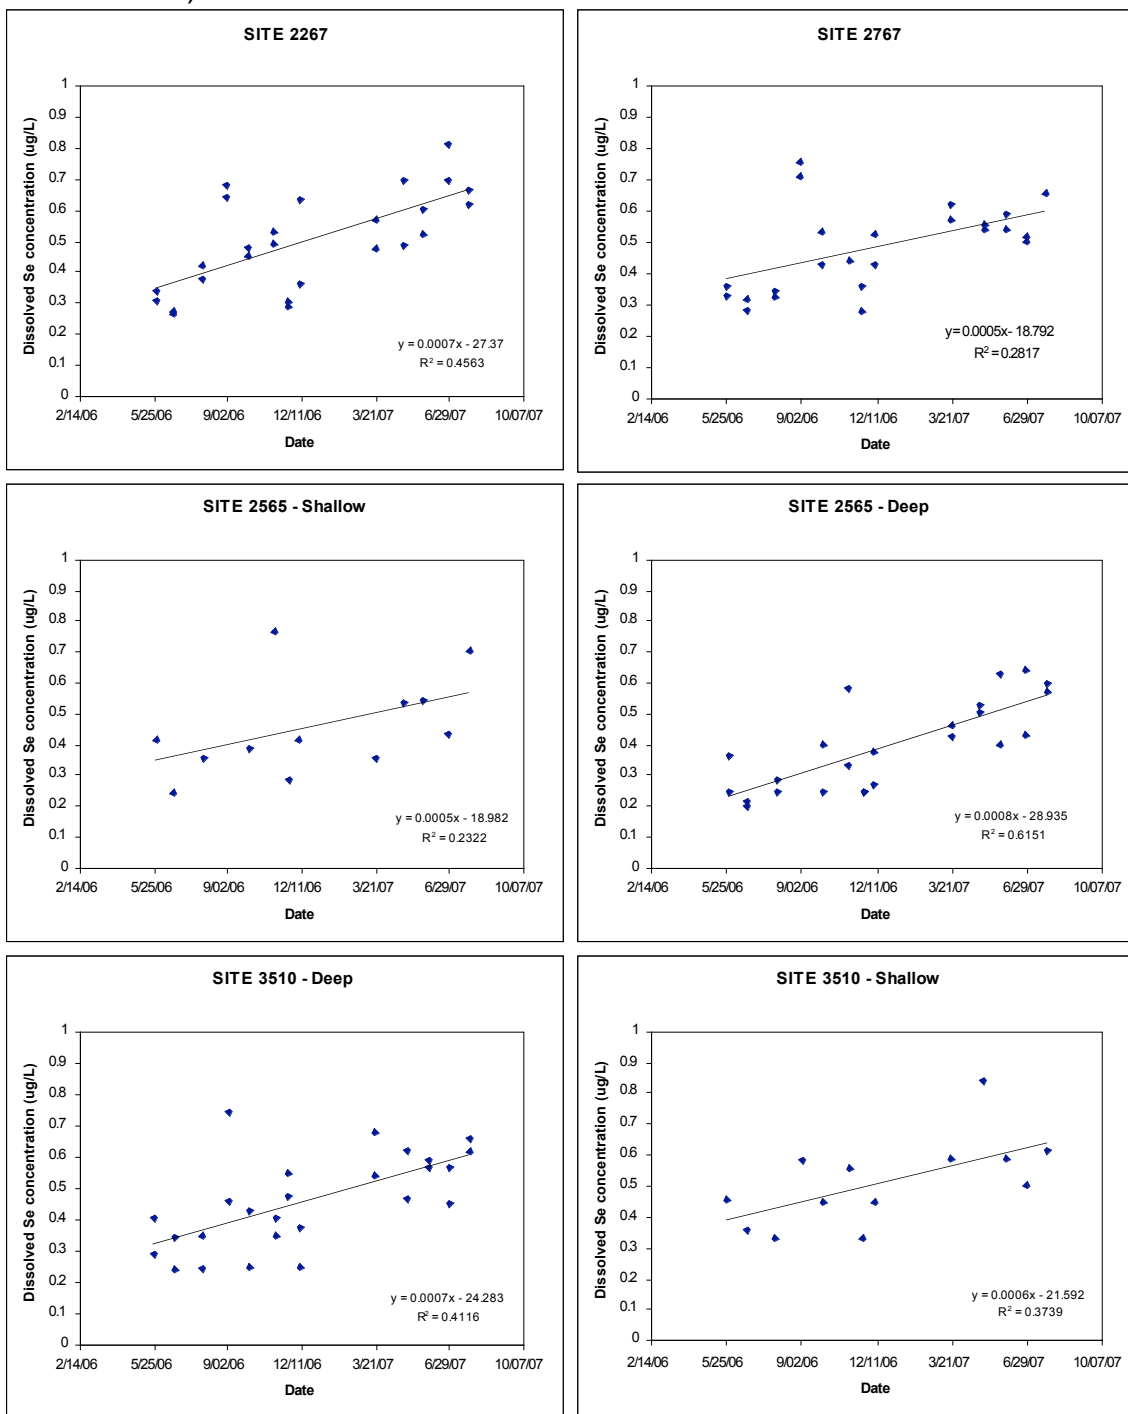 )
SITE 2267
Dissolved Se concentration (ug/L)
1
0.9
0.8
0.7
0.6
0.5
0.4
0.3
0.2
0.1
0
y = 0.0007x - 27.37
R² = 0.4563
2/14/06 5/25/06 9/02/06 12/11/06 3/21/07 6/29/07 10/07/07
Date
SITE 2767
Dissolved Se concentration (ug/L)
1
0.9
0.8
0.7
0.6
0.5
0.4
0.3
0.2
0.1
0
y = 0.0005x - 18.792
R² = 0.2817
2/14/06 5/25/06 9/02/06 12/11/06 3/21/07 6/29/07 10/07/07
Date
SITE 2565 - Shallow
Dissolved Se concentration (ug/L)
1
0.9
0.8
0.7
0.6
0.5
0.4
0.3
0.2
0.1
0
y = 0.0005x - 18.982
R² = 0.2322
2/14/06 5/25/06 9/02/06 12/11/06 3/21/07 6/29/07 10/07/07
Date
SITE 2565 - Deep
Dissolved Se concentration (ug/L)
1
0.9
0.8
0.7
0.6
0.5
0.4
0.3
0.2
0.1
0
y = 0.0008x - 28.935
R² = 0.6151
2/14/06 5/25/06 9/02/06 12/11/06 3/21/07 6/29/07 10/07/07
Date
SITE 3510 - Deep
Dissolved Se concentration (ug/L)
1
0.9
0.8
0.7
0.6
0.5
0.4
0.3
0.2
0.1
0
y = 0.0007x - 24.283
R² = 0.4116
2/14/06 5/25/06 9/02/06 12/11/06 3/21/07 6/29/07 10/07/07
Date
SITE 3510 - Shallow
Dissolved Se concentration (ug/L)
1
0.9
0.8
0.7
0.6
0.5
0.4
0.3
0.2
0.1
0
y = 0.0006x - 21.592
R² = 0.3739
2/14/06 5/25/06 9/02/06 12/11/06 3/21/07 6/29/07 10/07/07
Date